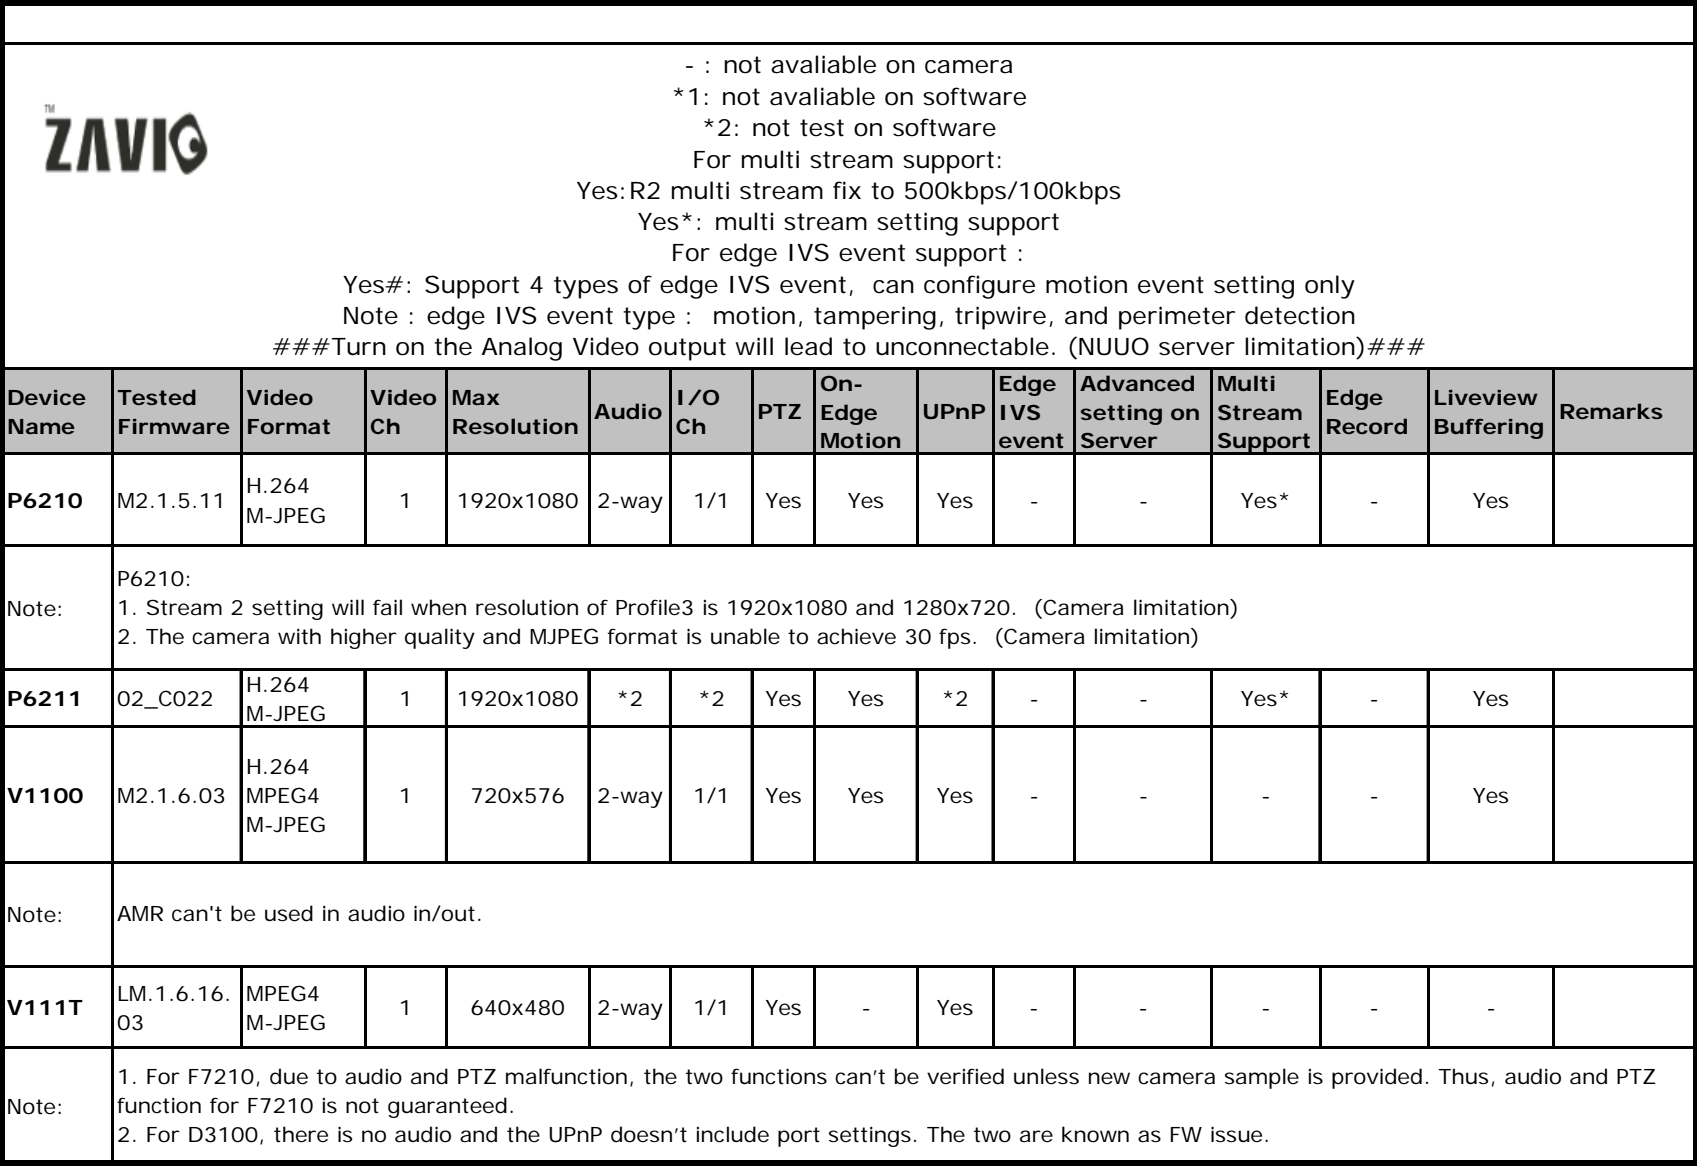 TM
ZAVIO
- : not avaliable on camera
*1: not avaliable on software
*2: not test on software
For multi stream support:
Yes:R2 multi stream fix to 500kbps/100kbps
Yes*: multi stream setting support
For edge IVS event support :
Yes#: Support 4 types of edge IVS event,  can configure motion event setting only
Note : edge IVS event type :  motion, tampering, tripwire, and perimeter detection
###Turn on the Analog Video output will lead to unconnectable. (NUUO server limitation)###
Device Name | Tested Firmware | Video Format | Video Ch | Max Resolution | Audio | I/O Ch | PTZ | On-Edge Motion | UPnP | Edge IVS event | Advanced setting on Server | Multi Stream Support | Edge Record | Liveview Buffering | Remarks
P6210 | M2.1.5.11 | H.264 M-JPEG | 1 | 1920x1080 | 2-way | 1/1 | Yes | Yes | Yes | - | - | Yes* | - | Yes |
Note:
P6210:
1. Stream 2 setting will fail when resolution of Profile3 is 1920x1080 and 1280x720.  (Camera limitation)
2. The camera with higher quality and MJPEG format is unable to achieve 30 fps.  (Camera limitation)
P6211 | 02_C022 | H.264 M-JPEG | 1 | 1920x1080 | *2 | *2 | Yes | Yes | *2 | - | - | Yes* | - | Yes |
V1100 | M2.1.6.03 | H.264 MPEG4 M-JPEG | 1 | 720x576 | 2-way | 1/1 | Yes | Yes | Yes | - | - | - | - | Yes |
Note:
AMR can't be used in audio in/out.
V111T | LM.1.6.16.03 | MPEG4 M-JPEG | 1 | 640x480 | 2-way | 1/1 | Yes | - | Yes | - | - | - | - | - |
Note:
1. For F7210, due to audio and PTZ malfunction, the two functions can't be verified unless new camera sample is provided. Thus, audio and PTZ
function for F7210 is not guaranteed.
2. For D3100, there is no audio and the UPnP doesn't include port settings. The two are known as FW issue.